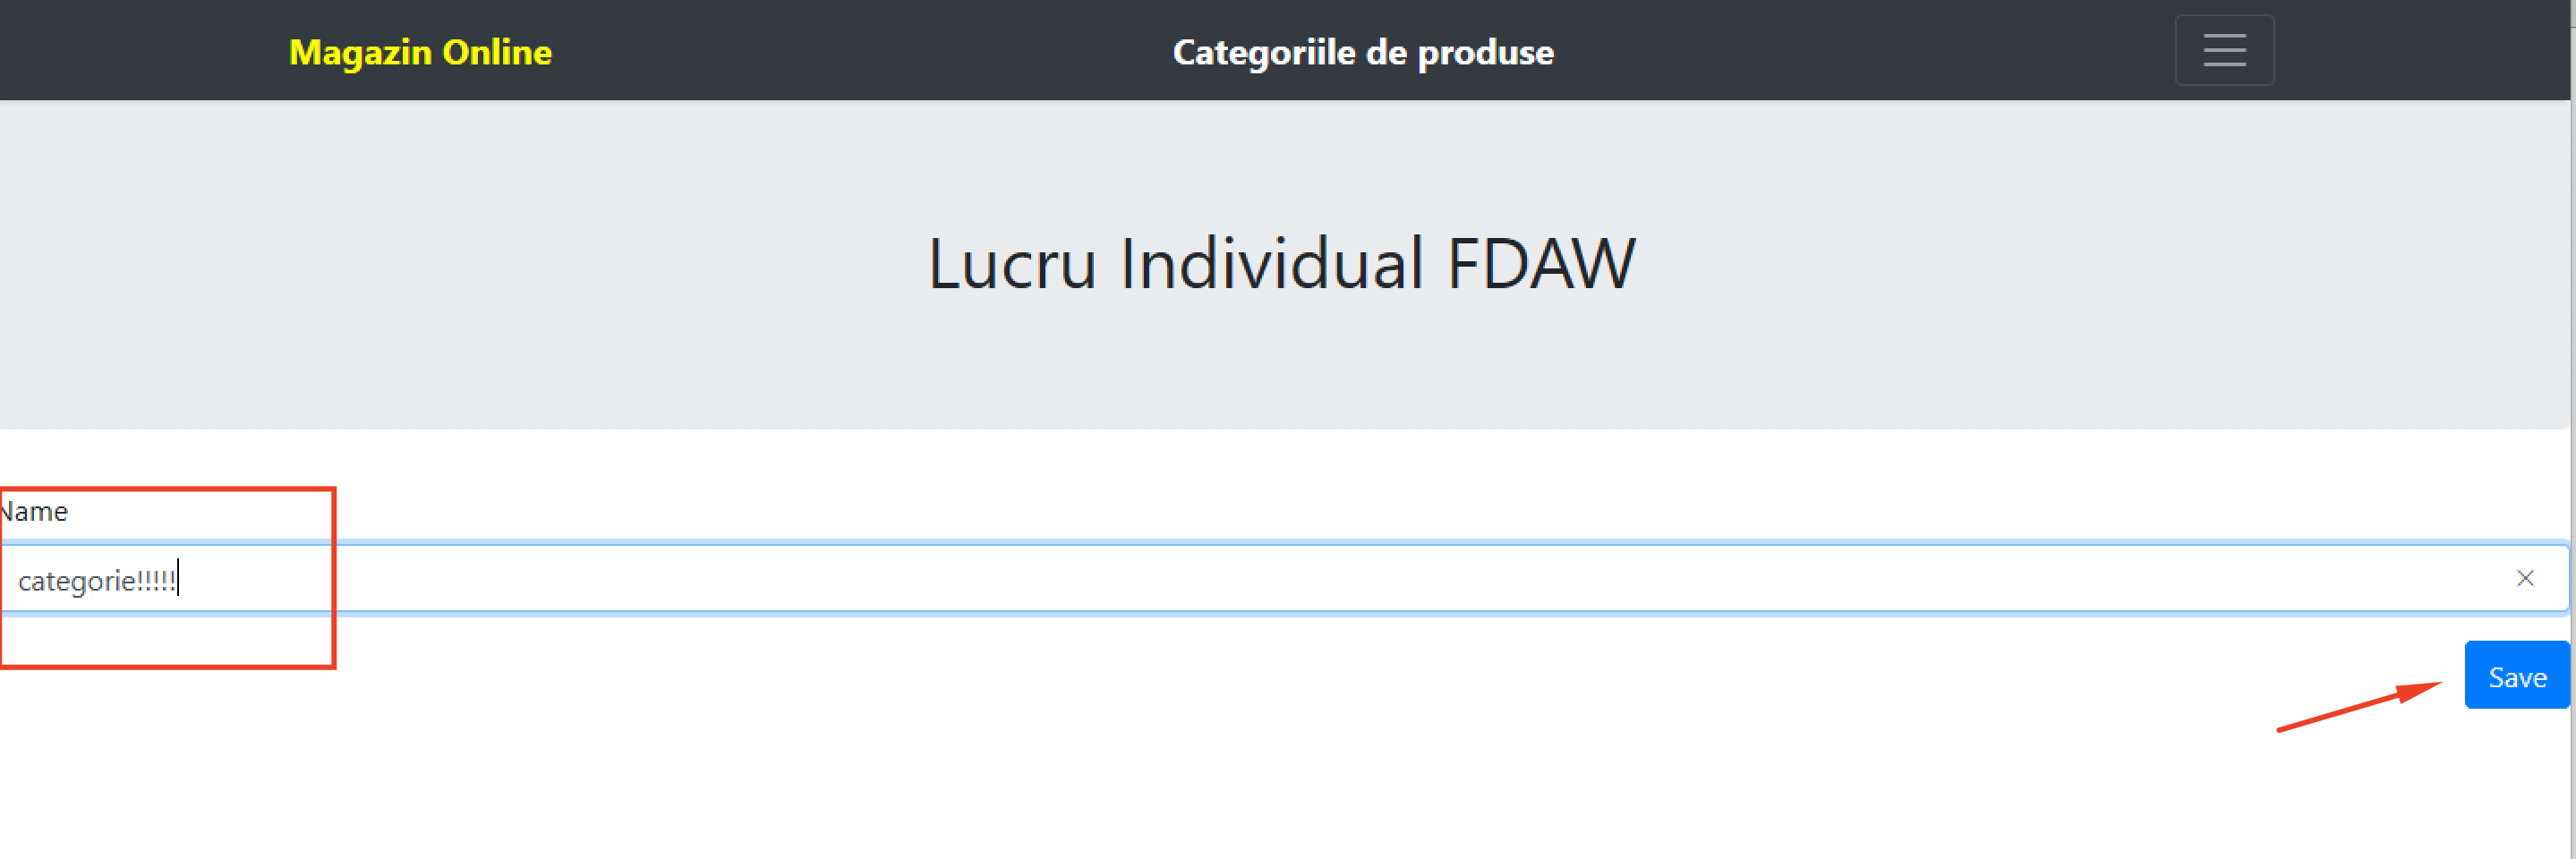 Magazin Online
Categoriile de produse
Lucru Individual FDAW
Name
categorie!!!!!
Save